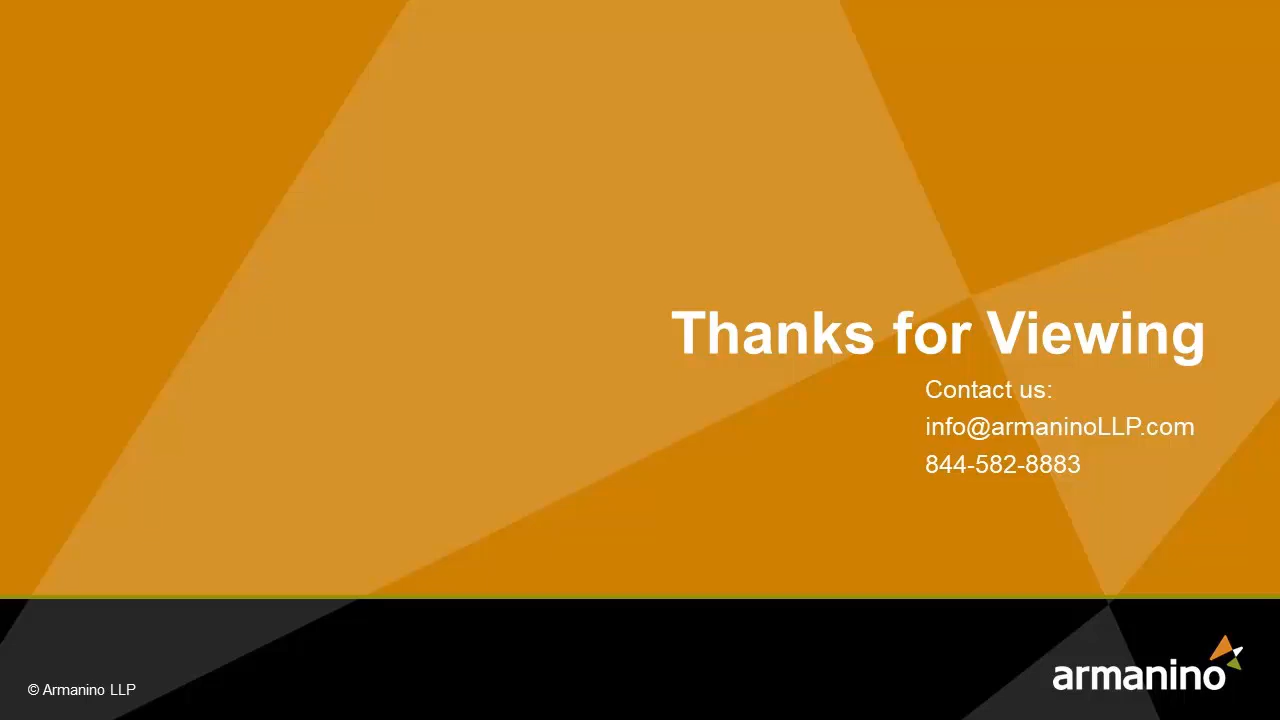 Thanks for Viewing
Contact us:
info@armaninoLLP.com
844-582-8883
© Armanino LLP
armanino